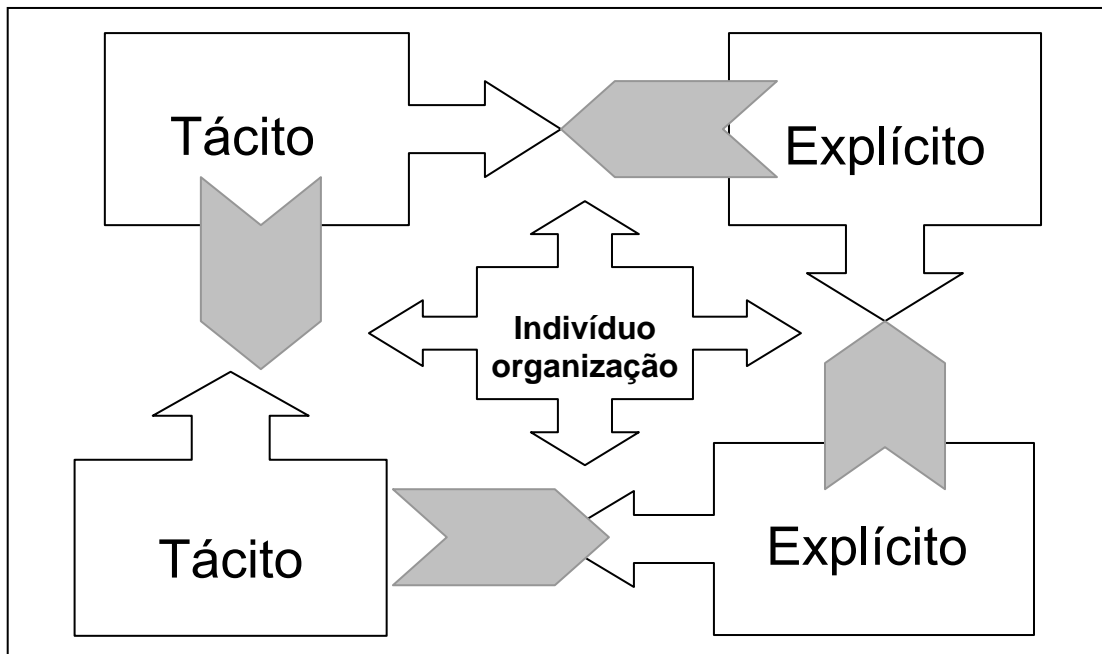 Tácito
Explícito
Indivíduo
organização
Tácito
Explícito